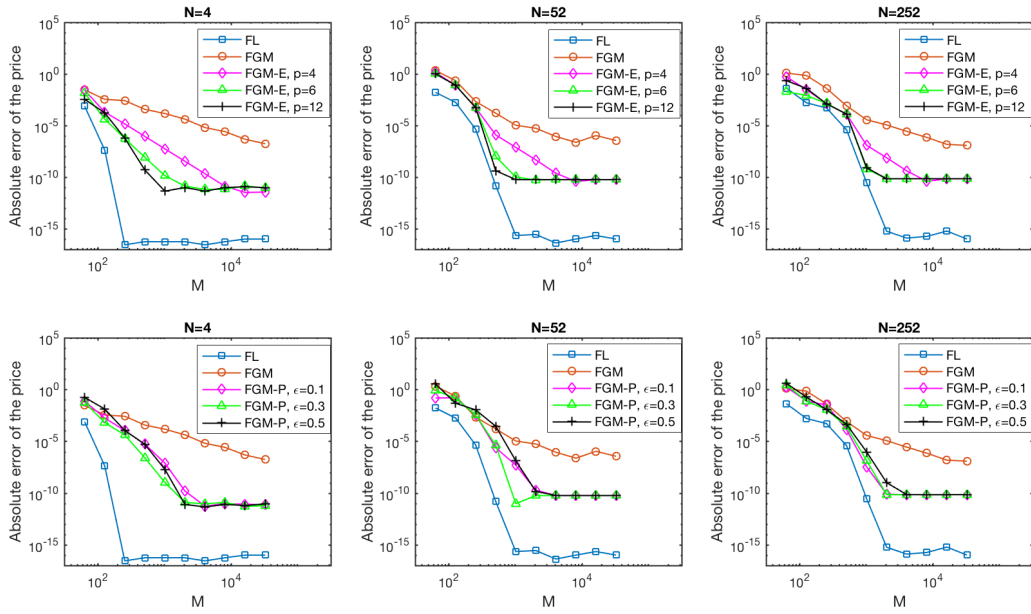 N=4
Absolute error of the price
10^5
10^0
10^-5
10^-10
10^-15
10^2
10^4
M
FL
FGM
FGM-E, p=4
FGM-E, p=6
FGM-E, p=12
N=52
Absolute error of the price
10^5
10^0
10^-5
10^-10
10^-15
10^2
10^4
M
FL
FGM
FGM-E, p=4
FGM-E, p=6
FGM-E, p=12
N=252
Absolute error of the price
10^5
10^0
10^-5
10^-10
10^-15
10^2
10^4
M
FL
FGM
FGM-E, p=4
FGM-E, p=6
FGM-E, p=12
N=4
Absolute error of the price
10^5
10^0
10^-5
10^-10
10^-15
10^2
10^4
M
FL
FGM
FGM-P, ϵ=0.1
FGM-P, ϵ=0.3
FGM-P, ϵ=0.5
N=52
Absolute error of the price
10^5
10^0
10^-5
10^-10
10^-15
10^2
10^4
M
FL
FGM
FGM-P, ϵ=0.1
FGM-P, ϵ=0.3
FGM-P, ϵ=0.5
N=252
Absolute error of the price
10^5
10^0
10^-5
10^-10
10^-15
10^2
10^4
M
FL
FGM
FGM-P, ϵ=0.1
FGM-P, ϵ=0.3
FGM-P, ϵ=0.5